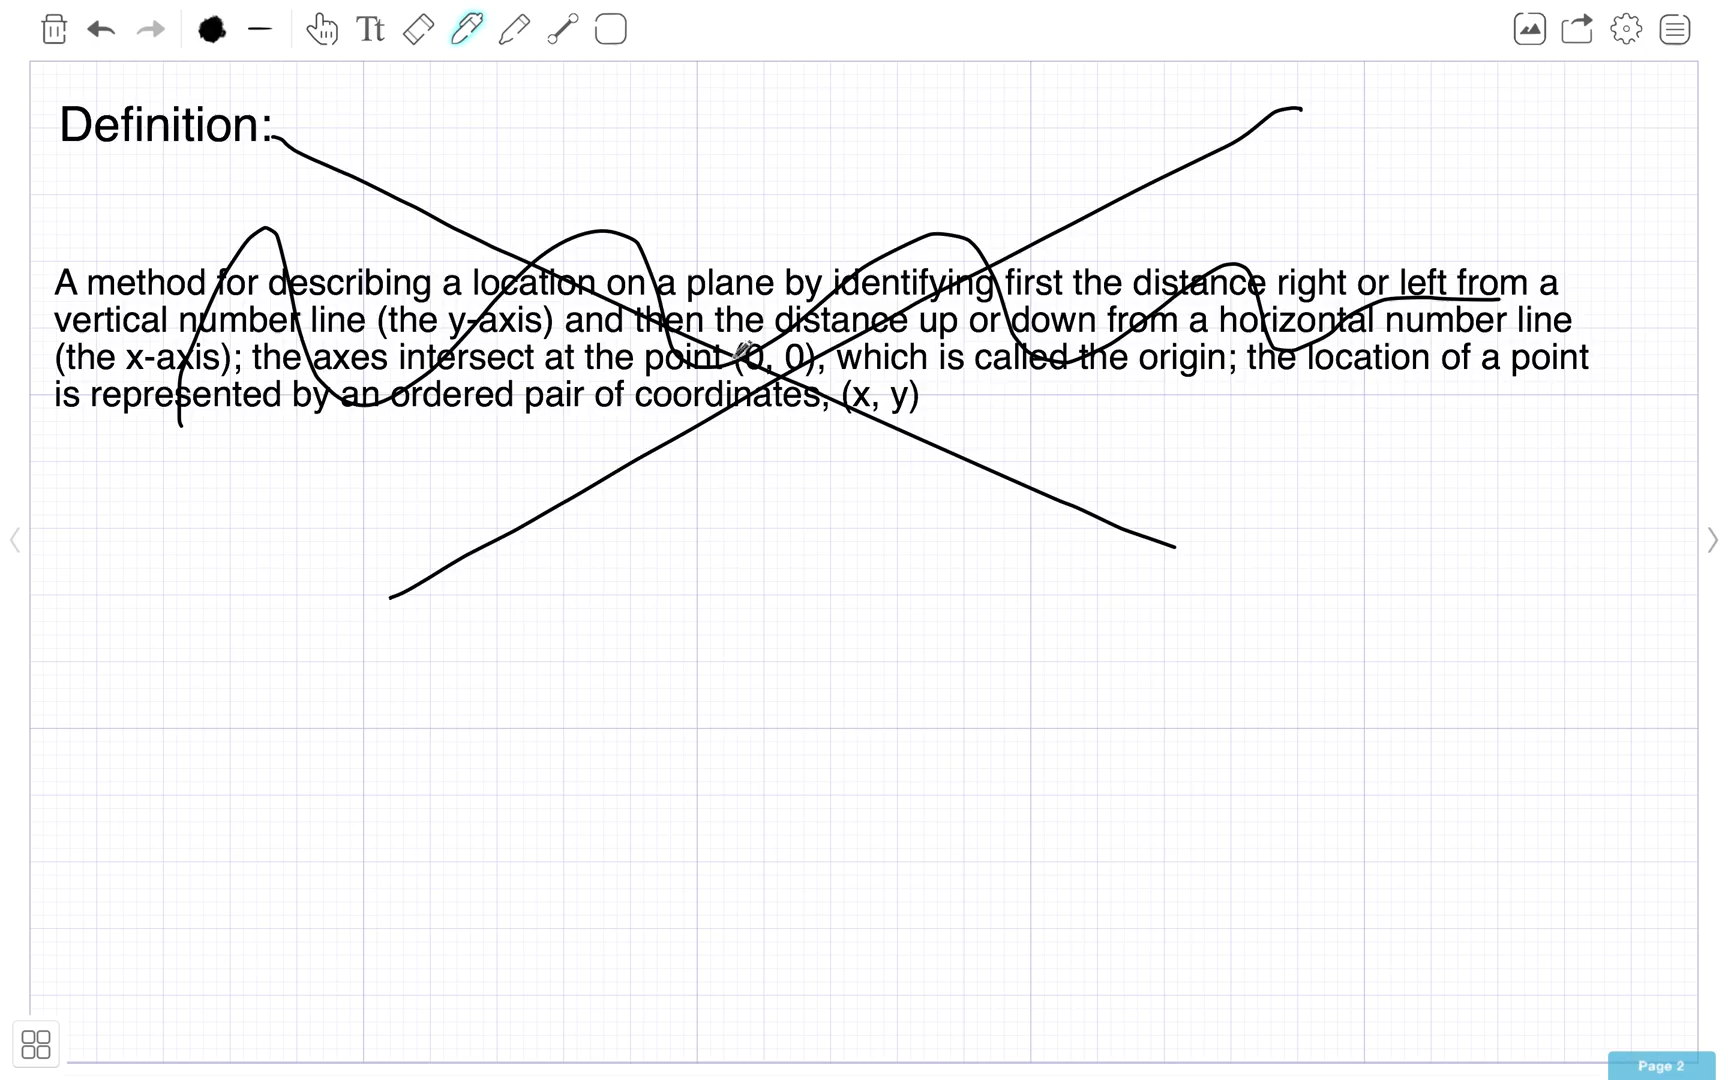 Tt
Definition:
A method for describing a location on a plane by identifying first the distance right or left from a
vertical number line (the y-axis) and then the distance up or down from a horizontal number line
(the x-axis); the axes intersect at the point (0, 0), which is called the origin; the location of a point
is represented by an ordered pair of coordinates, (x, y)
Page 2